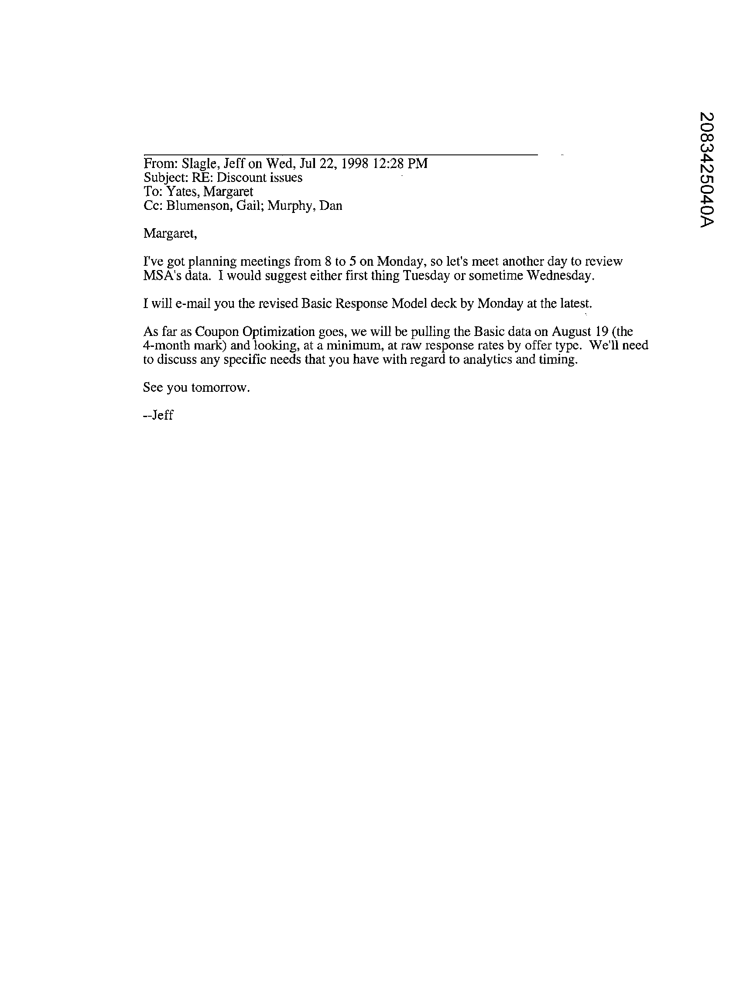 From: Slagle, Jeff on Wed, Jul 22, 1998 12:28 PM
Subject: RE: Discount issues
To: Yates, Margaret
Cc: Blumenson, Gail; Murphy, Dan
Margaret,
I've got planning meetings from 8 to 5 on Monday, so let's meet another day to review
MSA's data.  I would suggest either first thing Tuesday or sometime Wednesday.
I will e-mail you the revised Basic Response Model deck by Monday at the latest.
As far as Coupon Optimization goes, we will be pulling the Basic data on August 19 (the
4-month mark) and looking, at a minimum, at raw response rates by offer type.  We'll need
to discuss any specific needs that you have with regard to analytics and timing.
See you tomorrow.
--Jeff
2083425040A